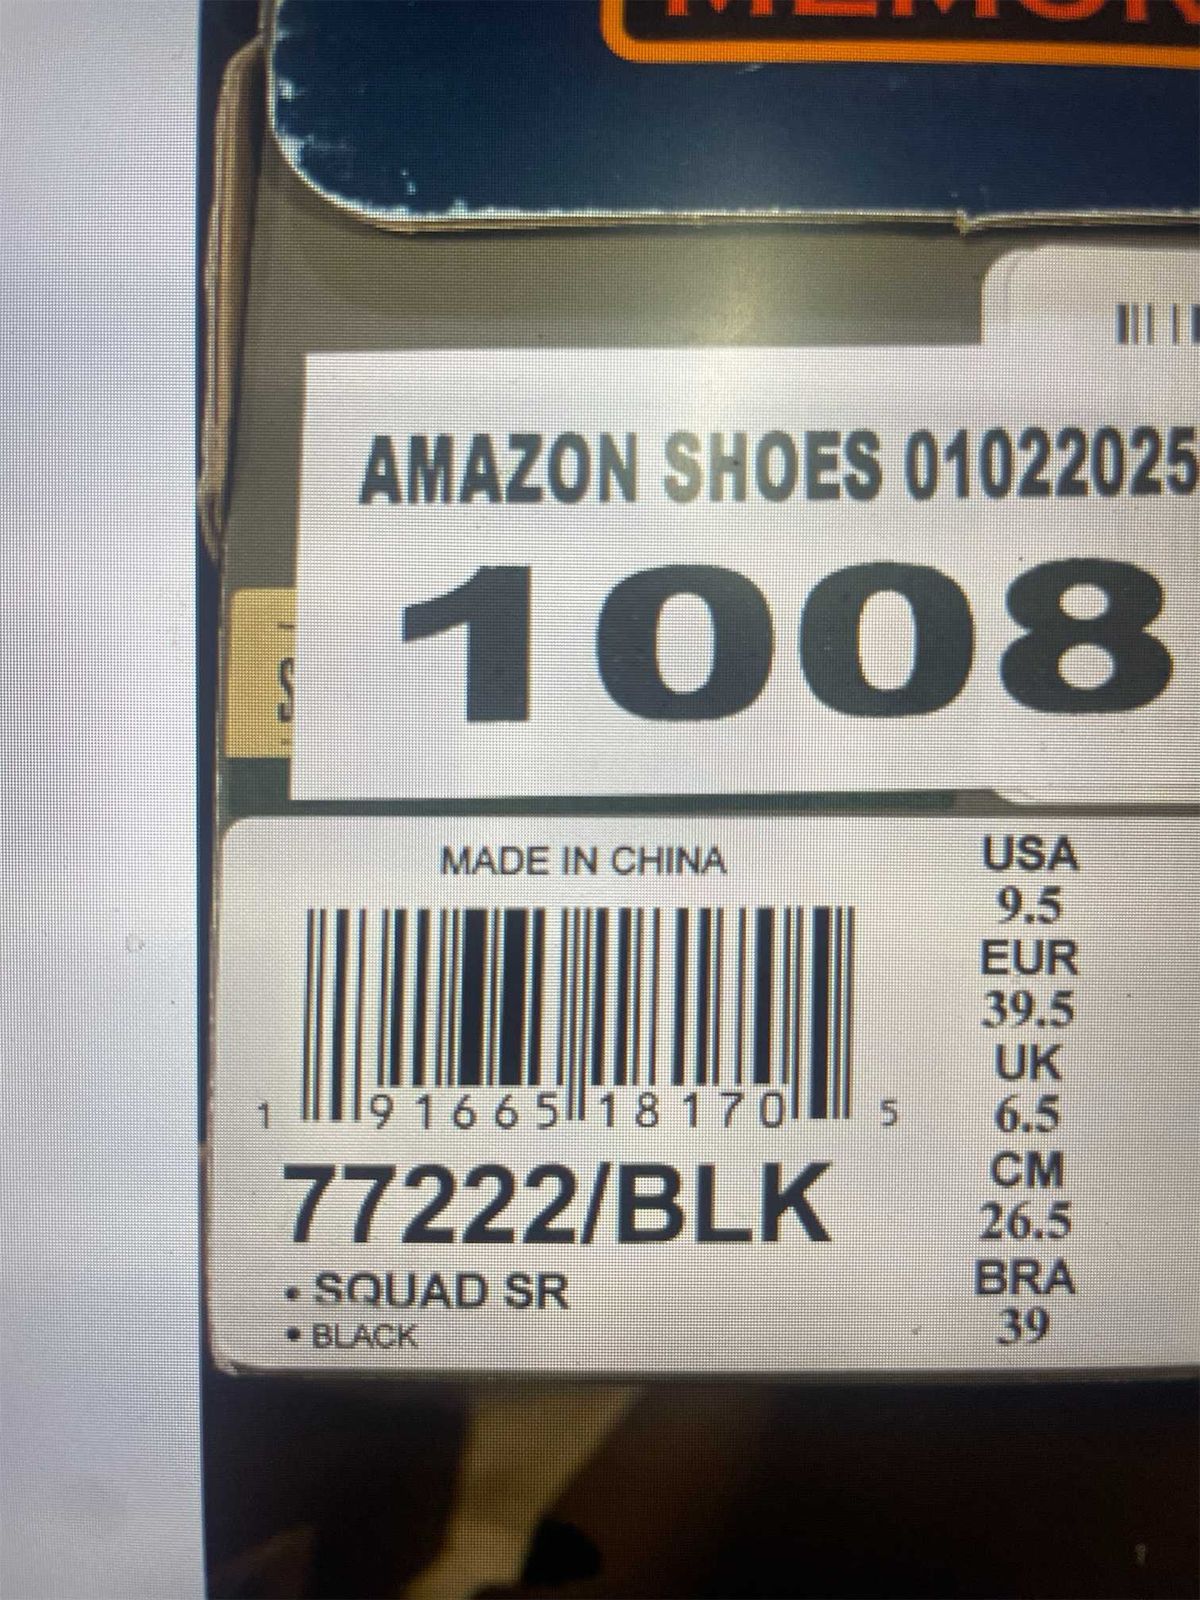 AMAZON SHOES 01022025
1008
MADE IN CHINA
1 91665 18170 5
77222/BLK
• SQUAD SR
• BLACK
USA
9.5
EUR
39.5
UK
6.5
CM
26.5
BRA
39